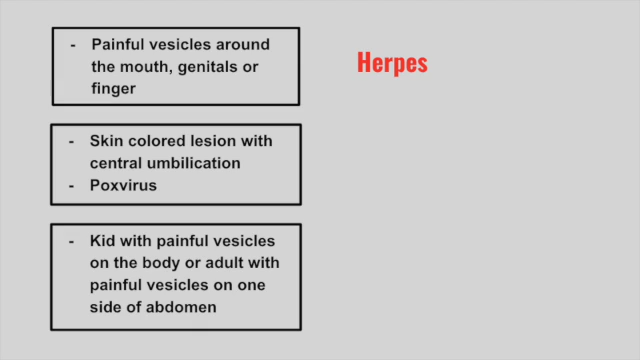 - Painful vesicles around
the mouth, genitals or
finger
Herpes
- Skin colored lesion with
central umbilication
- Poxvirus
- Kid with painful vesicles
on the body or adult with
painful vesicles on one
side of abdomen